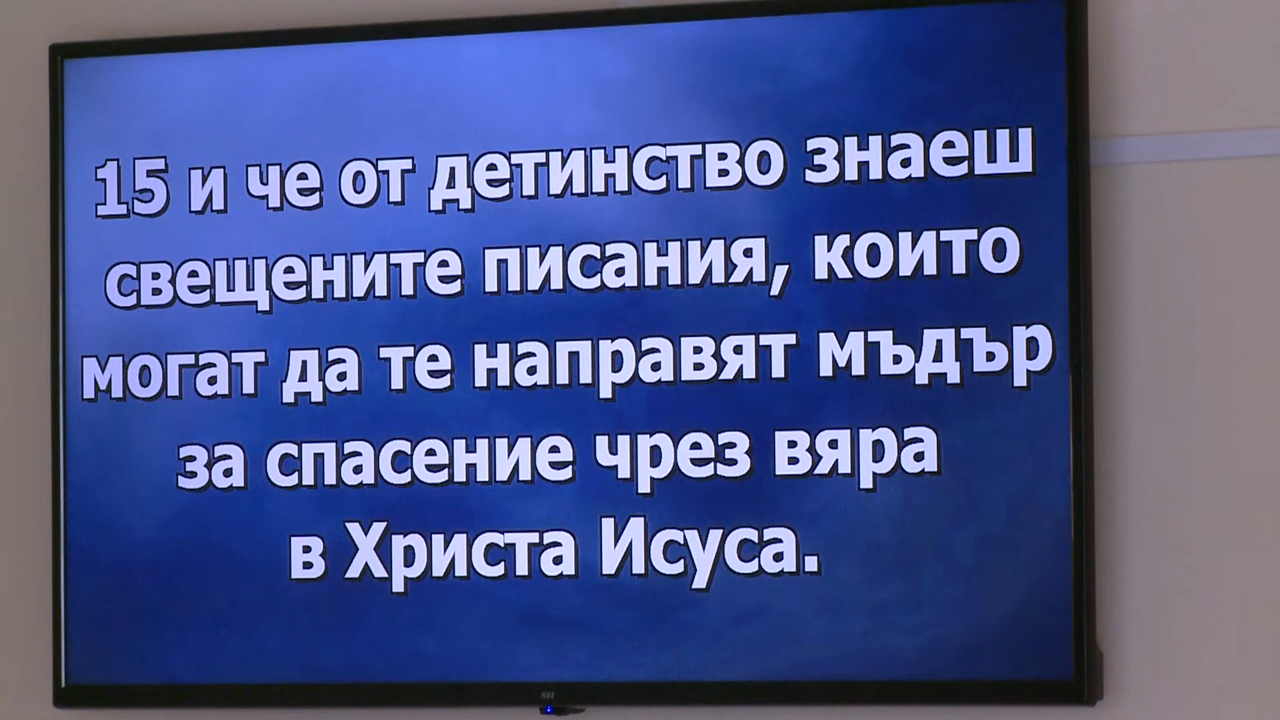 15 и че от детинство знаеш
свещените писания, които
могат да те направят мъдър
за спасение чрез вяра
в Христа Исуса.